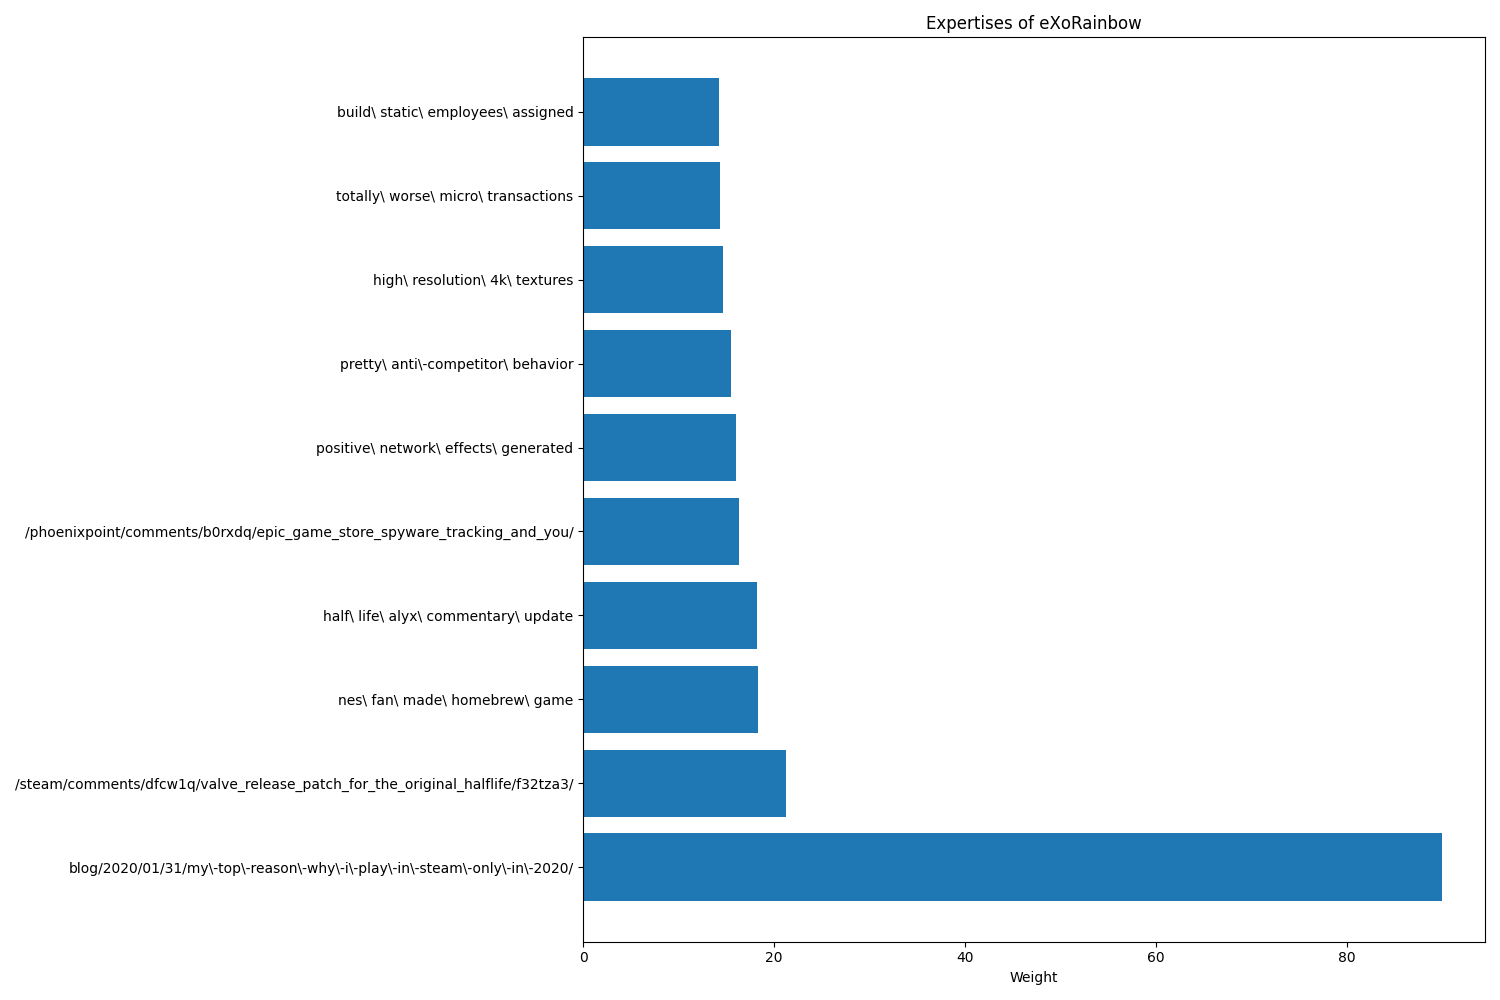 Expertises of eXoRainbow
build\ static\ employees\ assigned
totally\ worse\ micro\ transactions
high\ resolution\ 4k\ textures
pretty\ anti\-competitor\ behavior
positive\ network\ effects\ generated
/phoenixpoint/comments/b0rxdq/epic_game_store_spyware_tracking_and_you/
half\ life\ alyx\ commentary\ update
nes\ fan\ made\ homebrew\ game
/steam/comments/dfcw1q/valve_release_patch_for_the_original_halflife/f32tza3/
blog/2020/01/31/my\-top\-reason\-why\-i\-play\-in\-steam\-only\-in\-2020/
0 20 40 60 80
Weight